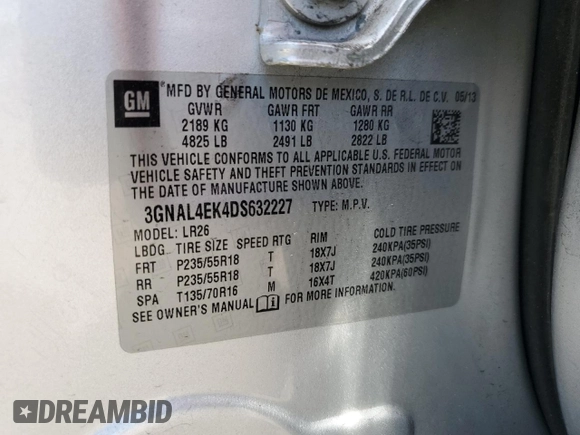 GM
*MFD BY GENERAL MOTORS DE MEXICO, S. DE R.L. DE C.V. 05/13
GVWR GAWR FRT GAWR RR
2189 KG 1130 KG 1280 KG
4825 LB 2491 LB 2822 LB
THIS VEHICLE CONFORMS TO ALL APPLICABLE U.S. FEDERAL MOTOR
VEHICLE SAFETY AND THEFT PREVENTION STANDARDS IN EFFECT ON
THE DATE OF MANUFACTURE SHOWN ABOVE.
3GNAL4EK4DS632227 TYPE: M.P.V.
MODEL: LR26
LBDG TIRE SIZE SPEED RTG RIM COLD TIRE PRESSURE
FRT P235/55R18 T 18X7J 240KPA(35PSI)
RR P235/55R18 T 18X7J 240KPA(35PSI)
SPA T135/70R16 M 16X4T 420KPA(60PSI)
SEE OWNER'S MANUAL FOR MORE INFORMATION
DREAMBID